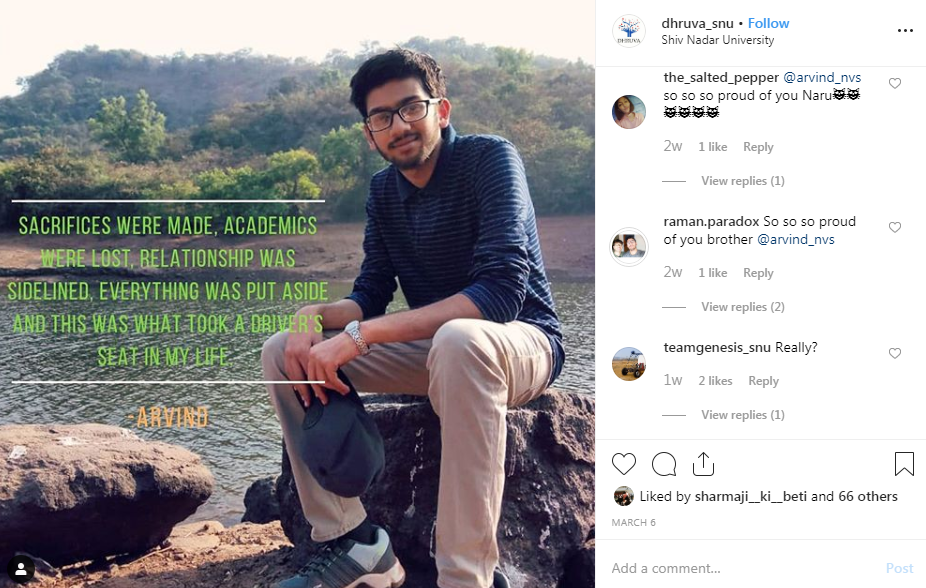 SACRIFICES WERE MADE, ACADEMICS
WERE LOST, RELATIONSHIP WAS
SIDELINED, EVERYTHING WAS PUT ASIDE
AND THIS WAS WHAT TOOK A DRIVER'S
SEAT IN MY LIFE.
-ARVIND
dhruva_snu • Follow
Shiv Nadar University
the_salted_pepper @arvind_nvs
so so so proud of you Naru
2w 1 like Reply
View replies (1)
raman.paradox So so so proud
of you brother @arvind_nvs
2w 1 like Reply
View replies (2)
teamgenesis_snu Really?
1w 2 likes Reply
View replies (1)
Liked by sharmaji__ki__beti and 66 others
MARCH 6
Add a comment... Post
DHRUVA